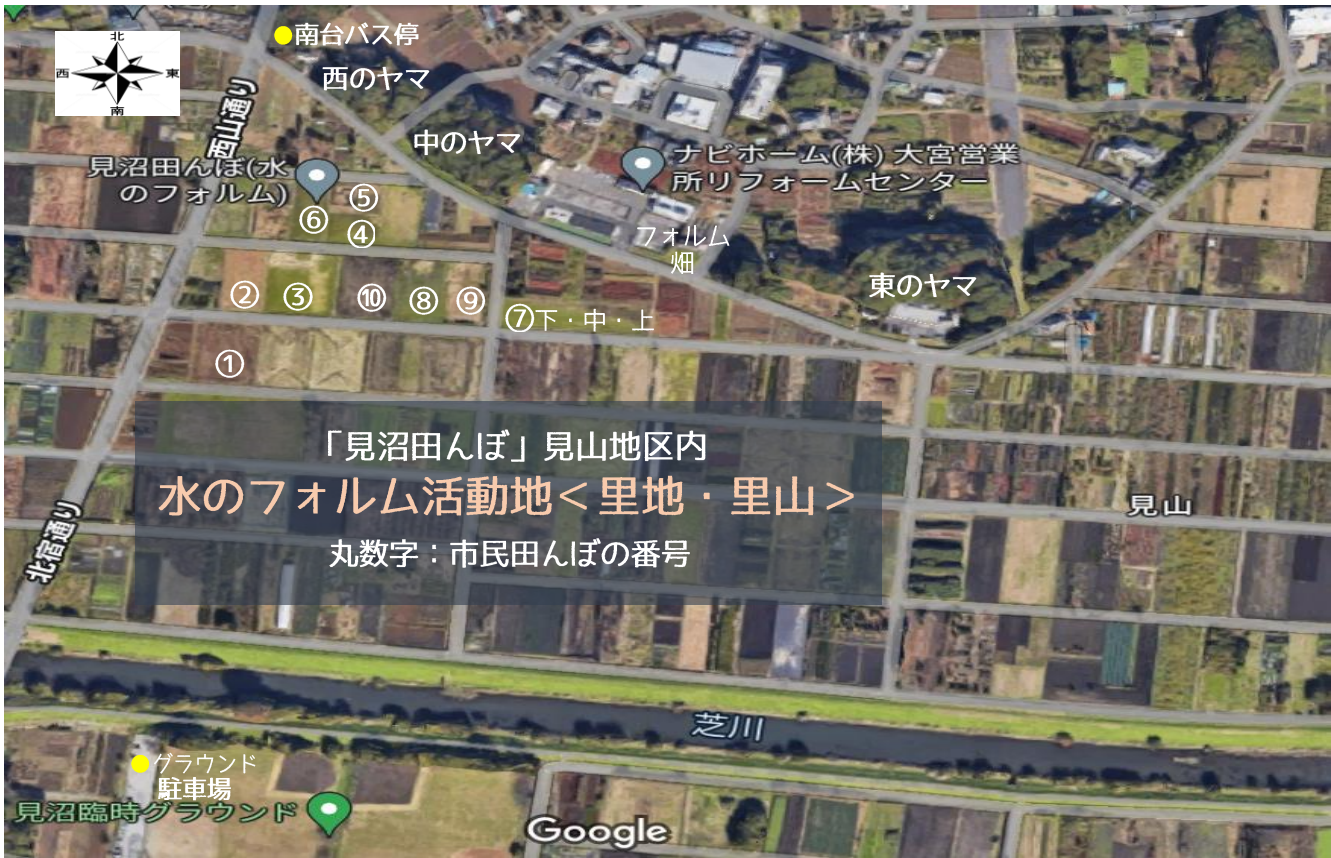 南台バス停
北
西 東
南
西のヤマ
西山通り
中のヤマ
見沼田んぼ(水
のフォルム)
ナビホーム(株) 大宮営業
所リフォームセンター
⑤
⑥
④
フォルム
畑
東のヤマ
② ③ ⑩ ⑧ ⑨
⑦下・中・上
①
「見沼田んぼ」見山地区内
水のフォルム活動地<里地・里山>
丸数字:市民田んぼの番号
見山
北宿通り
芝川
グラウンド
駐車場
見沼臨時グラウンド
Google